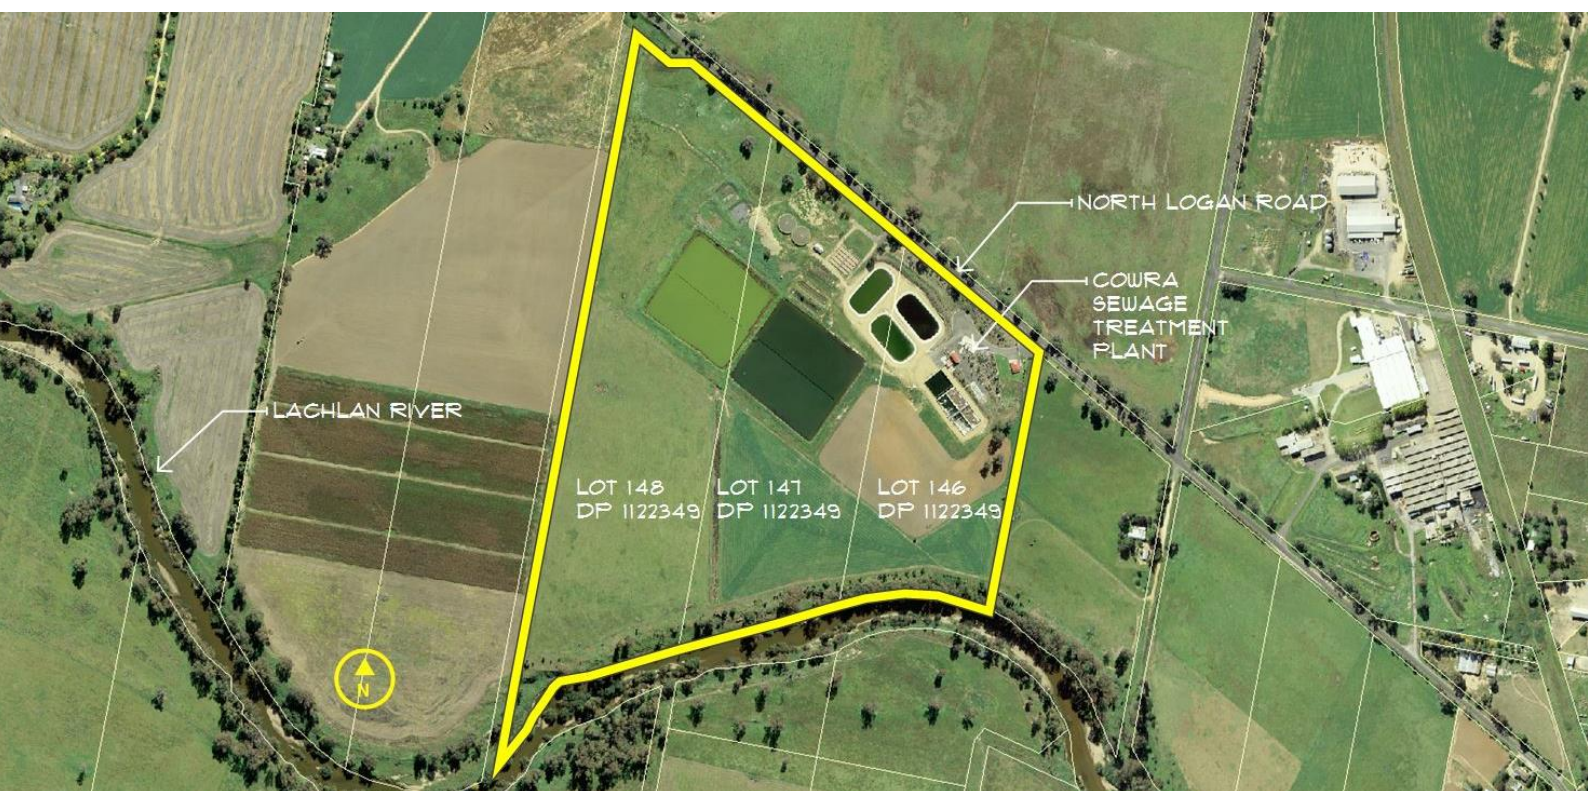 NORTH LOGAN ROAD
COWRA
SEWAGE
TREATMENT
PLANT
LACHLAN RIVER
LOT 148
DP 1122349
LOT 147
DP 1122349
LOT 146
DP 1122349
N